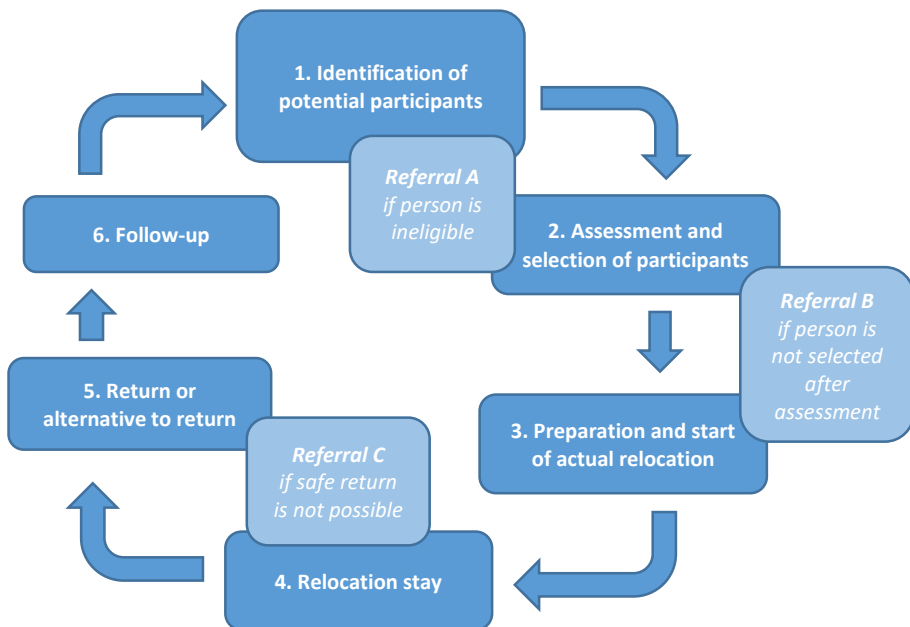 1. Identification of
potential participants
Referral A
if person is
ineligible
2. Assessment and
selection of participants
Referral B
if person is
not selected
after
assessment
3. Preparation and start
of actual relocation
4. Relocation stay
Referral C
if safe return
is not possible
5. Return or
alternative to return
6. Follow-up